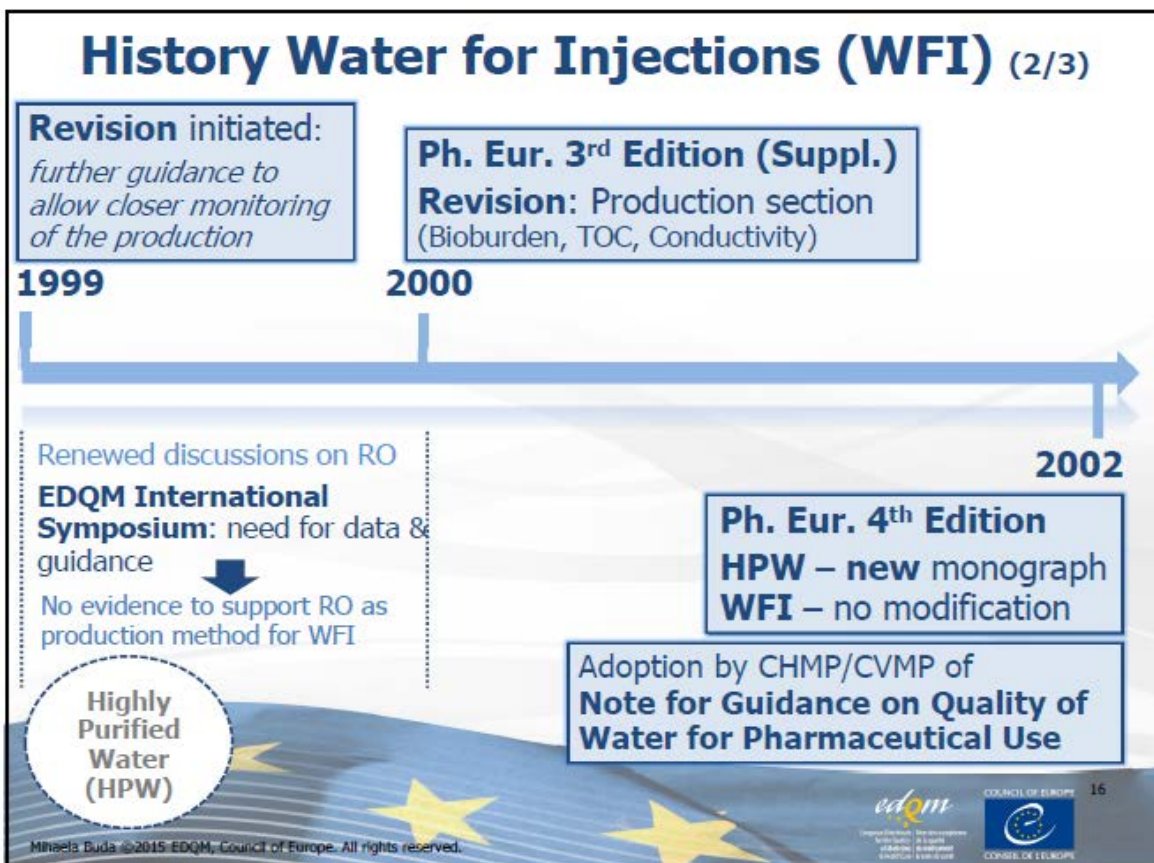 History Water for Injections (WFI) (2/3)
Revision initiated:
further guidance to
allow closer monitoring
of the production
1999
Ph. Eur. 3rd Edition (Suppl.)
Revision: Production section
(Bioburden, TOC, Conductivity)
2000
Renewed discussions on RO
EDQM International
Symposium: need for data &
guidance
No evidence to support RO as
production method for WFI
Highly
Purified
Water
(HPW)
2002
Ph. Eur. 4th Edition
HPW – new monograph
WFI – no modification
Adoption by CHMP/CVMP of
Note for Guidance on Quality of
Water for Pharmaceutical Use
edqm
COUNCIL OF EUROPE
CONSEIL DE L'EUROPE
16
Mihaela Buda ©2015 EDQM, Council of Europe. All rights reserved.